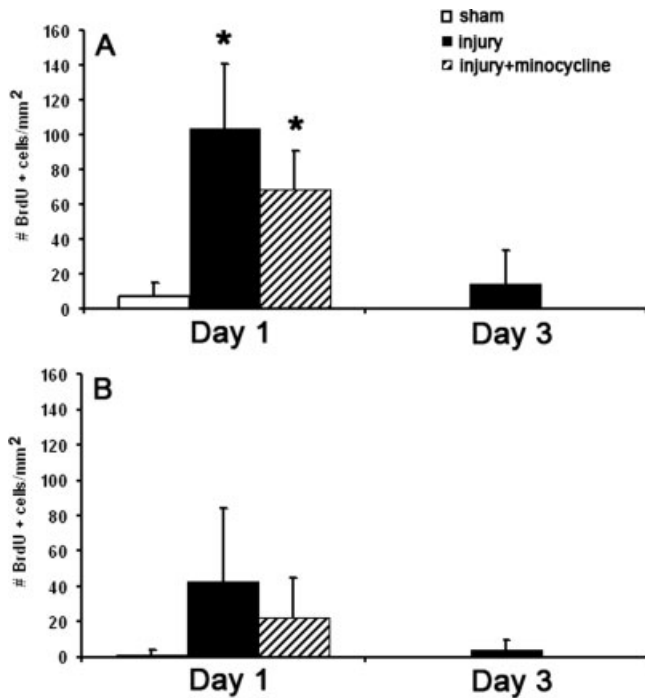 sham
injury
injury+minocycline
A
*
*
160
140
120
100
80
60
40
20
0
# BrdU + cells/mm²
Day 1
Day 3
B
160
140
120
100
80
60
40
20
0
# BrdU + cells/mm²
Day 1
Day 3